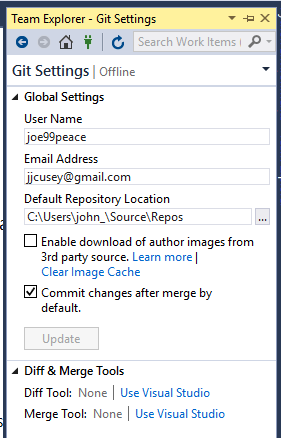 Team Explorer - Git Settings
Search Work Items (
Git Settings | Offline
Global Settings
User Name
joe99peace
Email Address
jjcusey@gmail.com
Default Repository Location
C:\Users\john_\Source\Repos ...
Enable download of author images from
3rd party source. Learn more |
Clear Image Cache
Commit changes after merge by
default.
Update
Diff & Merge Tools
Diff Tool: None | Use Visual Studio
Merge Tool: None | Use Visual Studio